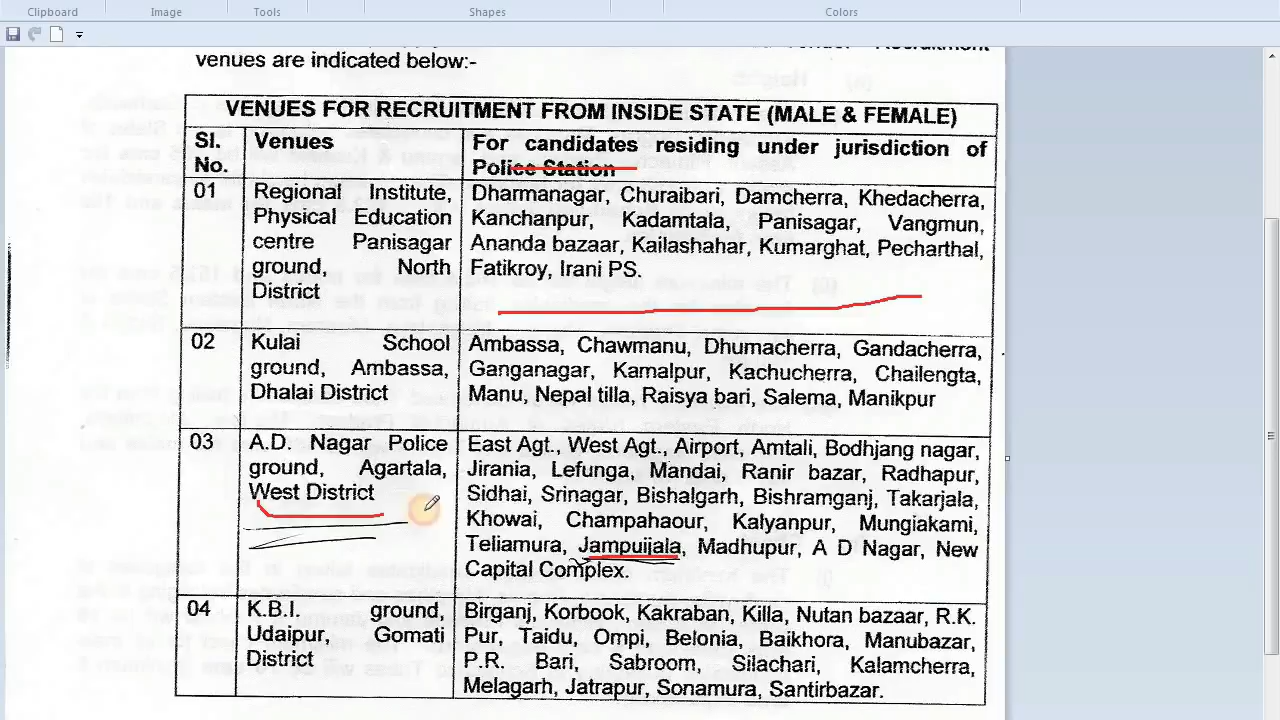 Clipboard
Image
Tools
Shapes
Colors
Recruitment
venues are indicated below:-
VENUES FOR RECRUITMENT FROM INSIDE STATE (MALE & FEMALE)
Sl. No.
Venues
For candidates residing under jurisdiction of
Police Station
01
Regional Institute,
Physical Education
centre Panisagar
ground, North
District
Dharmanagar, Churaibari, Damcherra, Khedacherra,
Kanchanpur, Kadamtala, Panisagar, Vangmun,
Ananda bazaar, Kailashahar, Kumarghat, Pecharthal,
Fatikroy, Irani PS.
02
Kulai School
ground, Ambassa,
Dhalai District
Ambassa, Chawmanu, Dhumacherra, Gandacherra,
Ganganagar, Kamalpur, Kachucherra, Chailengta,
Manu, Nepal tilla, Raisya bari, Salema, Manikpur
03
A.D. Nagar Police
ground, Agartala,
West District
East Agt., West Agt., Airport, Amtali, Bodhjang nagar,
Jirania, Lefunga, Mandai, Ranir bazar, Radhapur,
Sidhai, Srinagar, Bishalgarh, Bishramganj, Takarjala,
Khowai, Champahaour, Kalyanpur, Mungiakami,
Teliamura, Jampuijala, Madhupur, A D Nagar, New
Capital Complex.
04
K.B.I. ground,
Udaipur, Gomati
District
Birganj, Korbook, Kakraban, Killa, Nutan bazaar, R.K.
Pur, Taidu, Ompi, Belonia, Baikhora, Manubazar,
P.R. Bari, Sabroom, Silachari, Kalamcherra,
Melagarh, Jatrapur, Sonamura, Santirbazar.